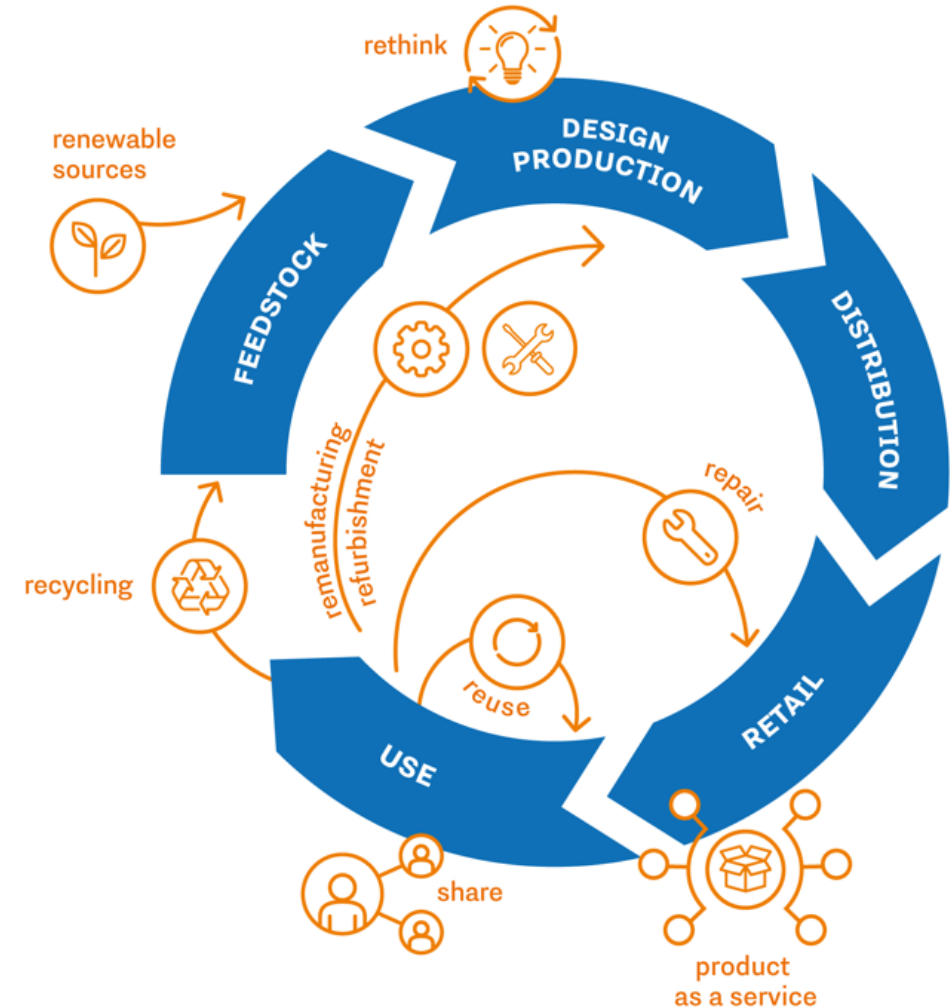 rethink
renewable
sources
DESIGN
PRODUCTION
FEEDSTOCK
DISTRIBUTION
remanufacturing
refurbishment
repair
recycling
reuse
RETAIL
USE
share
product
as a service